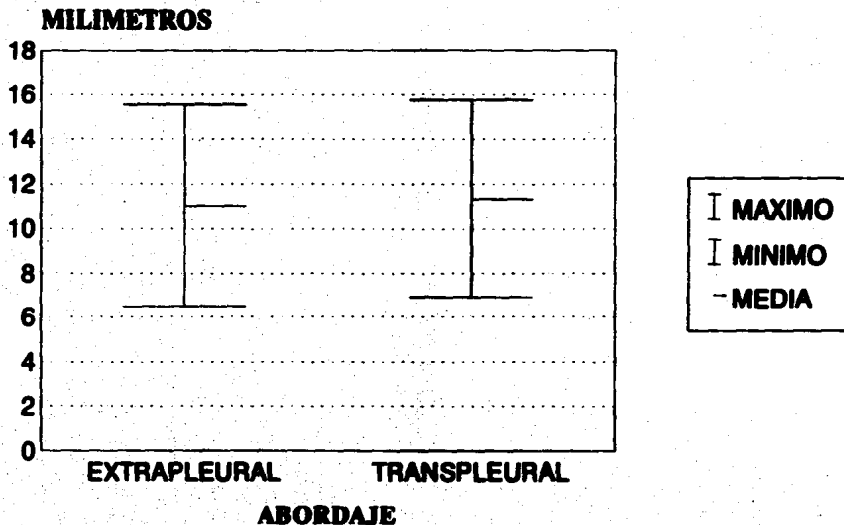 MILIMETROS
18
16
14
12
10
8
6
4
2
0
EXTRAPLEURAL TRANSPLEURAL
ABORDAJE
MAXIMO
MINIMO
MEDIA